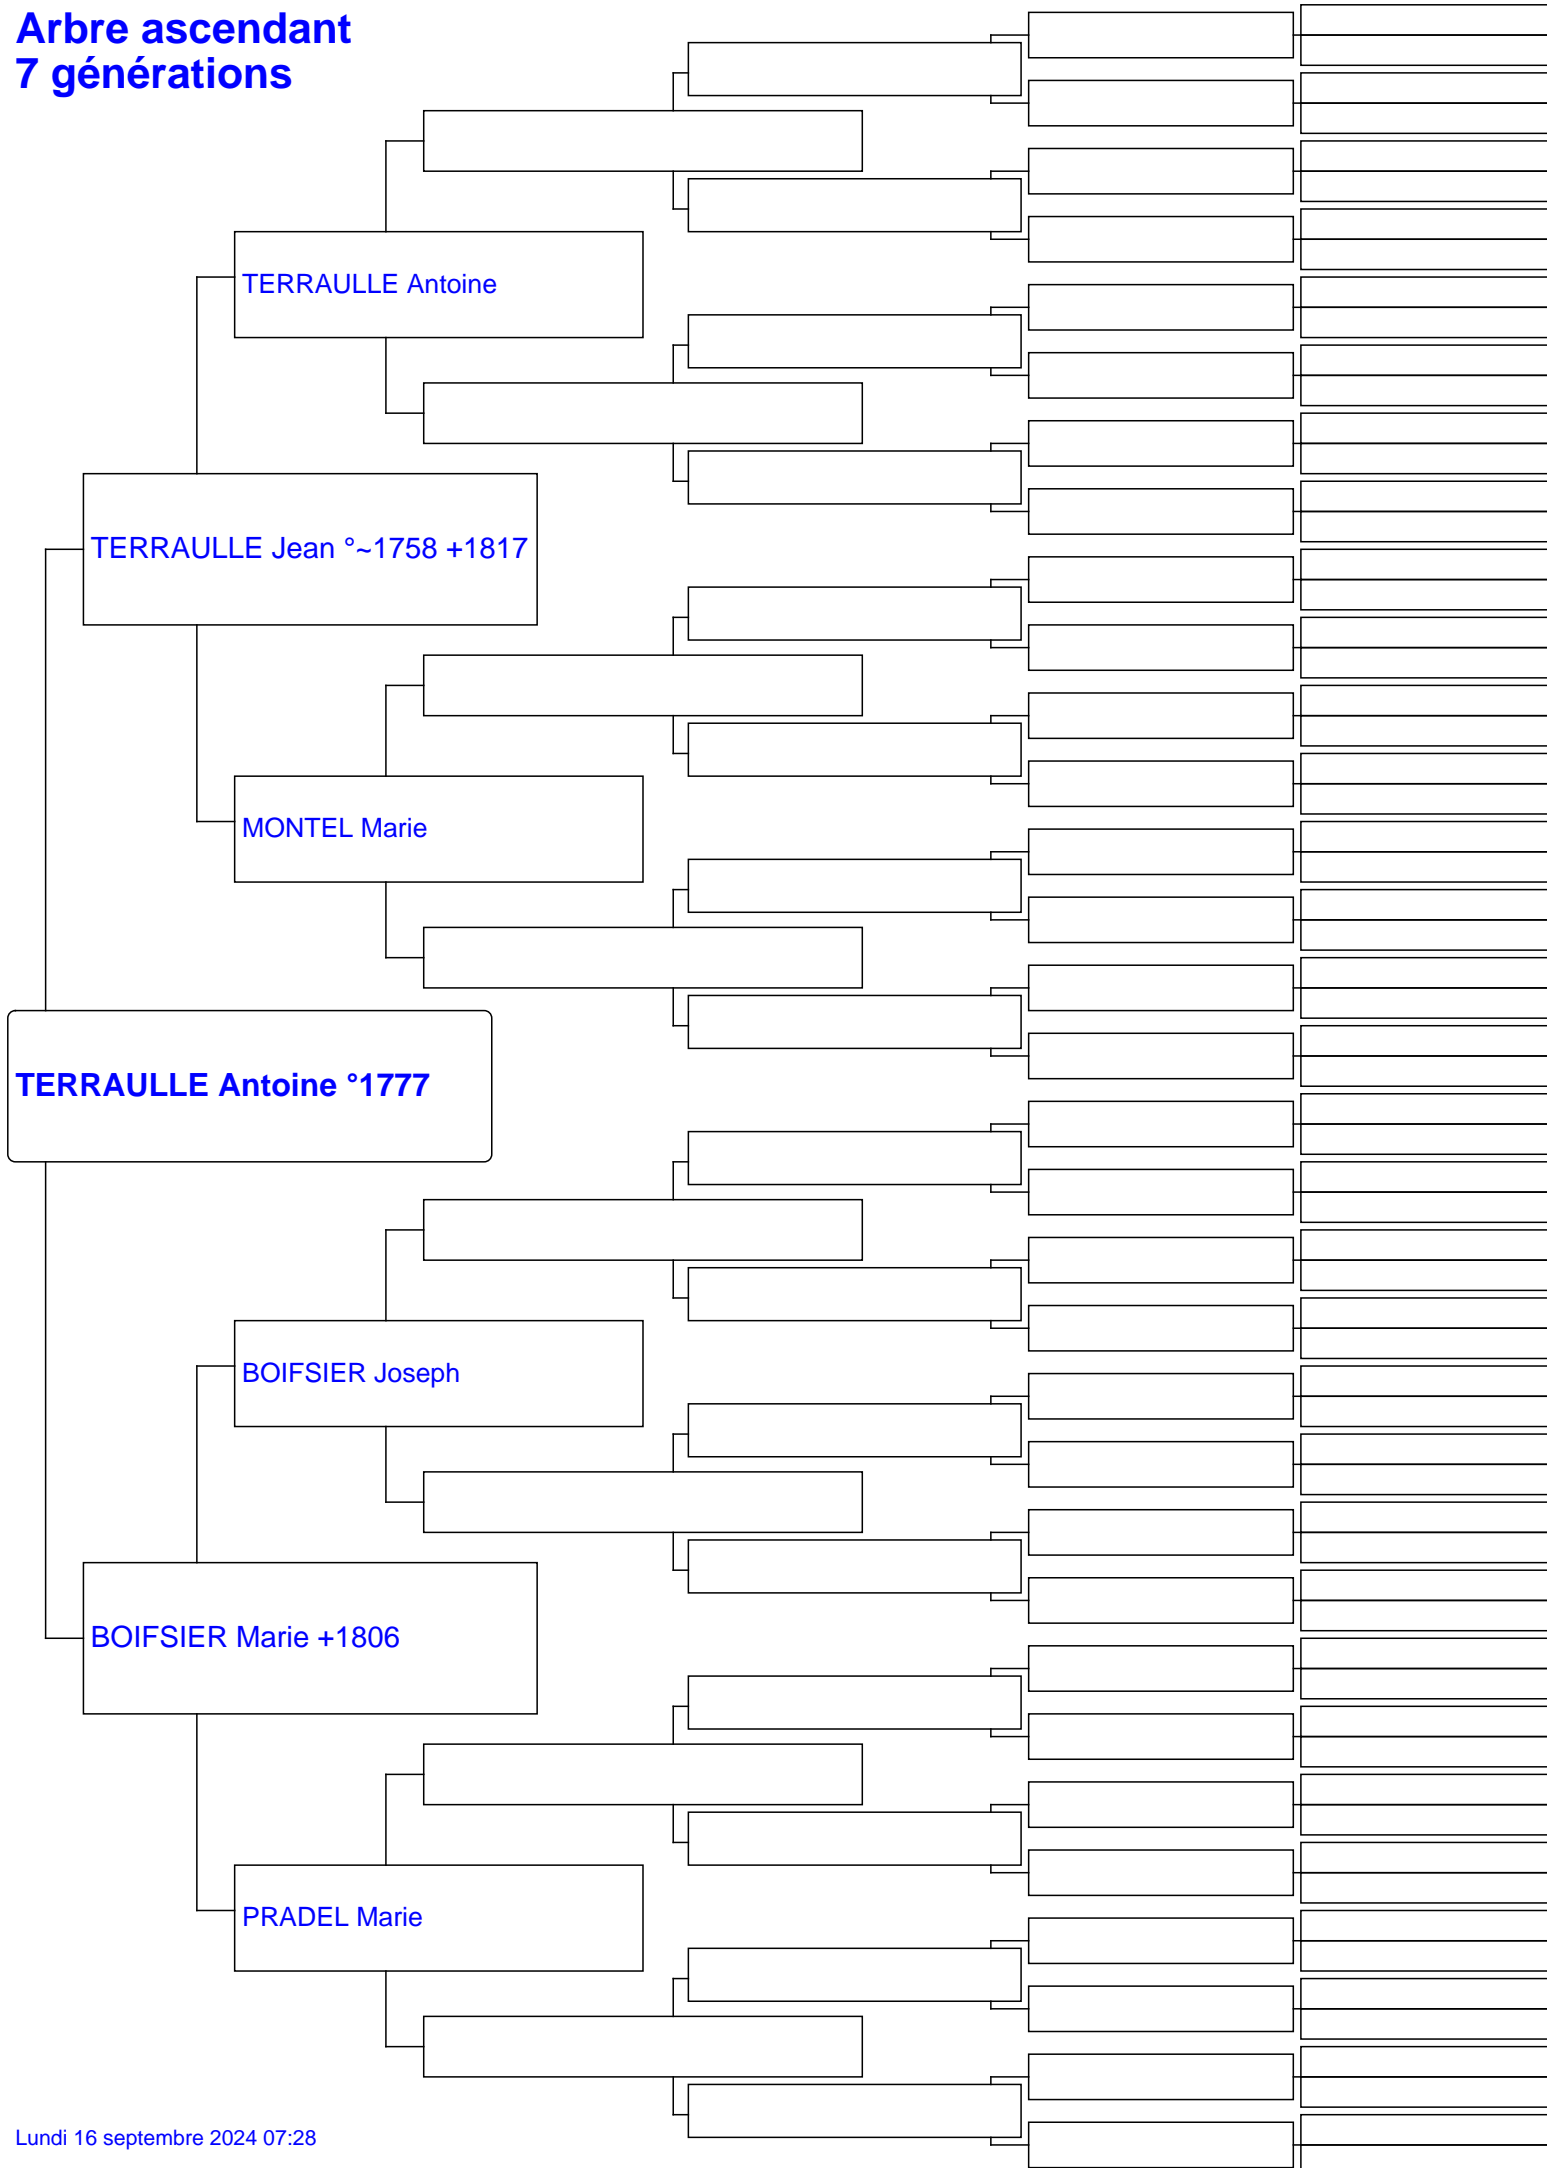 Arbre ascendant
7 générations
TERRAULLE Antoine
TERRAULLE Jean °~1758 +1817
MONTEL Marie
TERRAULLE Antoine °1777
BOIFSIER Joseph
BOIFSIER Marie +1806
PRADEL Marie
Lundi 16 septembre 2024 07:28